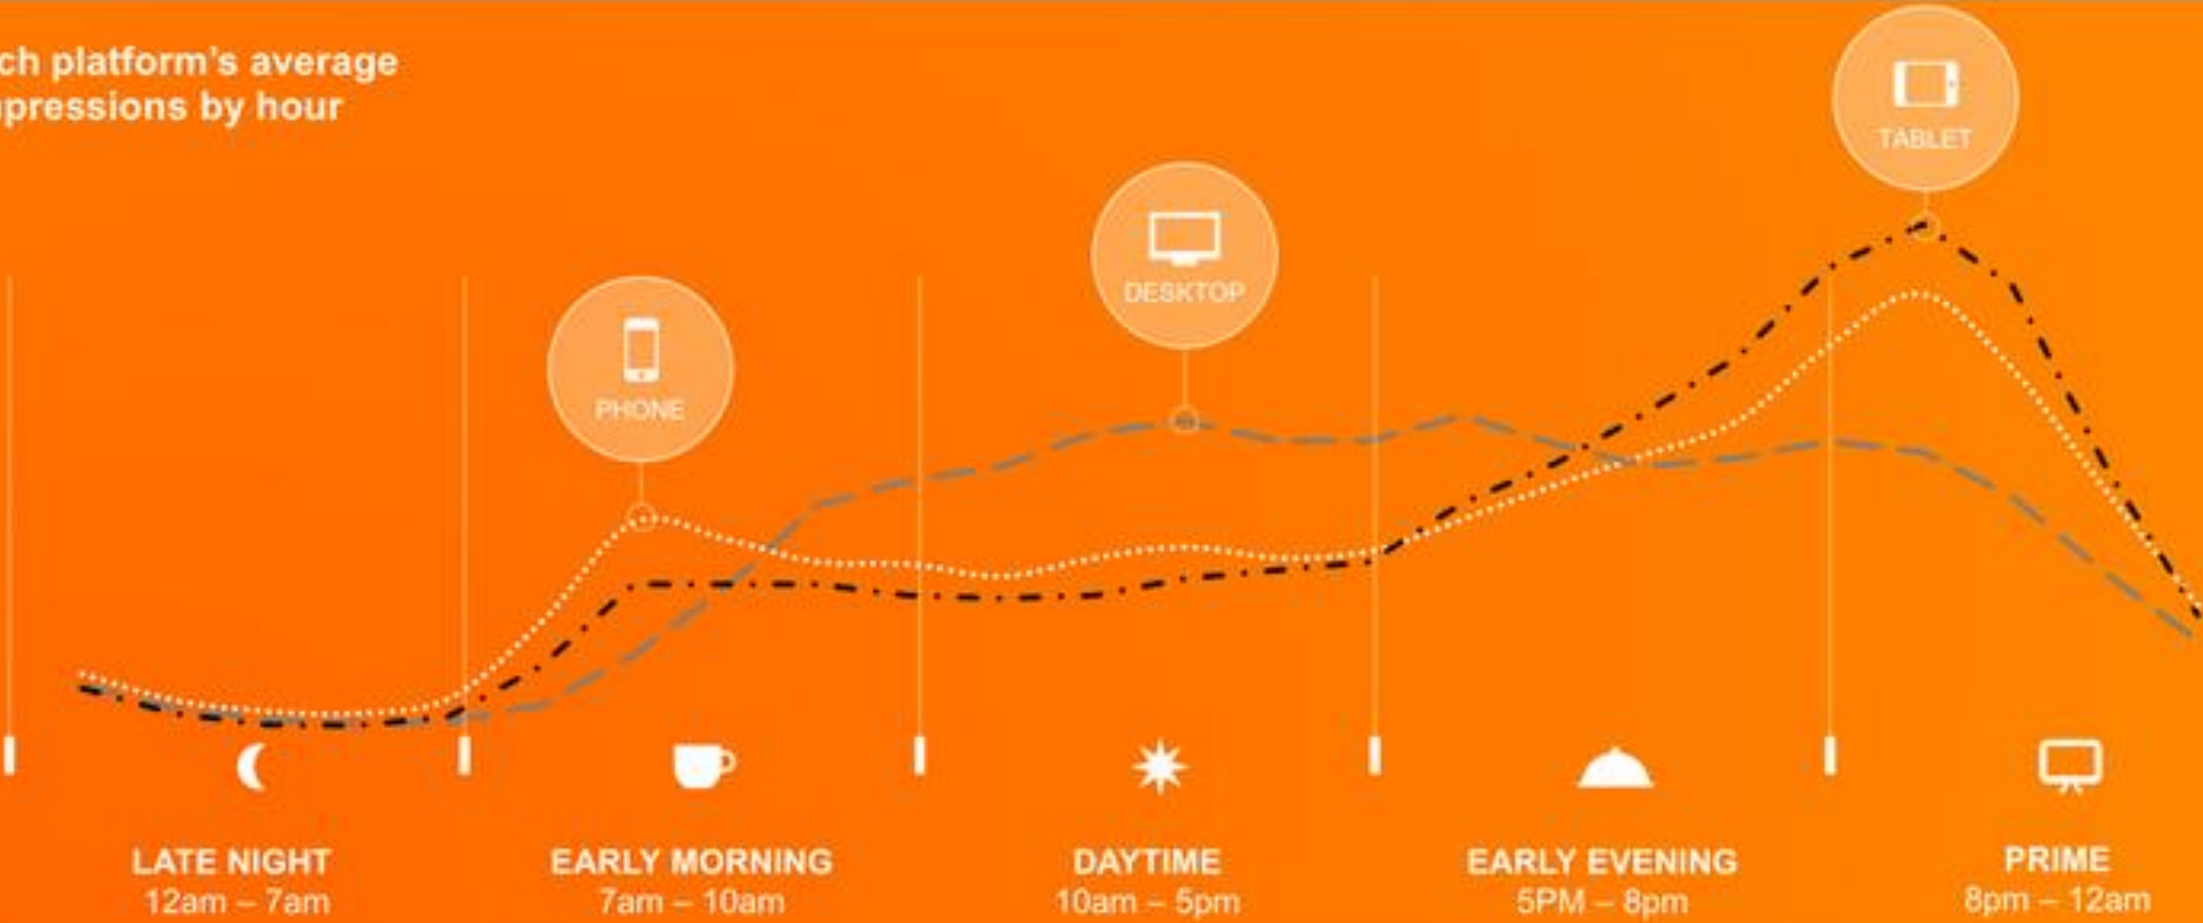 ch platform's average
pressions by hour
TABLET
DESKTOP
PHONE
LATE NIGHT
12am – 7am
EARLY MORNING
7am – 10am
DAYTIME
10am – 5pm
EARLY EVENING
5PM – 8pm
PRIME
8pm – 12am